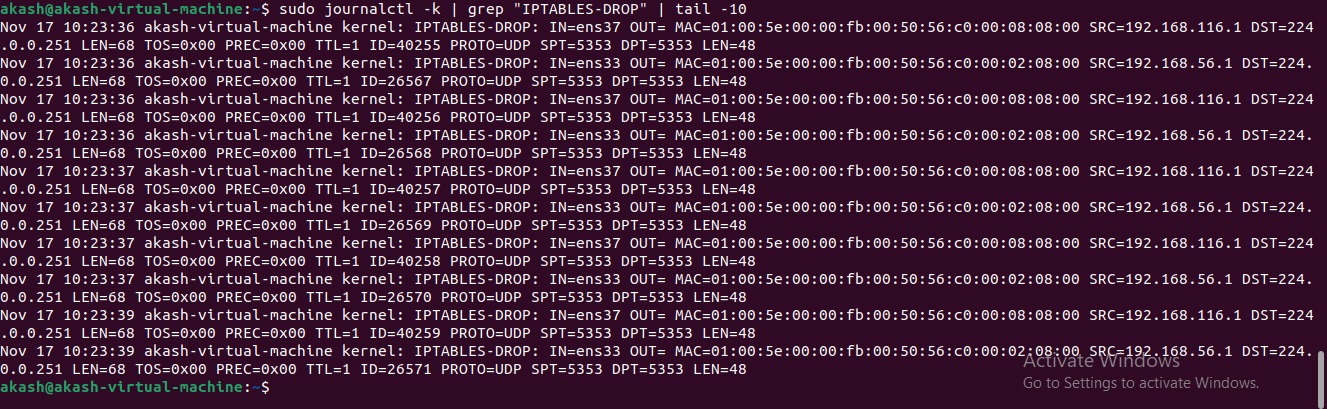 akash@akash-virtual-machine:~$ sudo journalctl -k | grep "IPTABLES-DROP" | tail -10
Nov 17 10:23:36 akash-virtual-machine kernel: IPTABLES-DROP: IN=ens37 OUT= MAC=01:00:5e:00:00:fb:00:50:56:c0:00:08:08:00 SRC=192.168.116.1 DST=224
.0.0.251 LEN=68 TOS=0x00 PREC=0x00 TTL=1 ID=40255 PROTO=UDP SPT=5353 DPT=5353 LEN=48
Nov 17 10:23:36 akash-virtual-machine kernel: IPTABLES-DROP: IN=ens33 OUT= MAC=01:00:5e:00:00:fb:00:50:56:c0:00:02:08:00 SRC=192.168.56.1 DST=224.
0.0.251 LEN=68 TOS=0x00 PREC=0x00 TTL=1 ID=26567 PROTO=UDP SPT=5353 DPT=5353 LEN=48
Nov 17 10:23:36 akash-virtual-machine kernel: IPTABLES-DROP: IN=ens37 OUT= MAC=01:00:5e:00:00:fb:00:50:56:c0:00:08:08:00 SRC=192.168.116.1 DST=224
.0.0.251 LEN=68 TOS=0x00 PREC=0x00 TTL=1 ID=40256 PROTO=UDP SPT=5353 DPT=5353 LEN=48
Nov 17 10:23:36 akash-virtual-machine kernel: IPTABLES-DROP: IN=ens33 OUT= MAC=01:00:5e:00:00:fb:00:50:56:c0:00:02:08:00 SRC=192.168.56.1 DST=224.
0.0.251 LEN=68 TOS=0x00 PREC=0x00 TTL=1 ID=26568 PROTO=UDP SPT=5353 DPT=5353 LEN=48
Nov 17 10:23:37 akash-virtual-machine kernel: IPTABLES-DROP: IN=ens37 OUT= MAC=01:00:5e:00:00:fb:00:50:56:c0:00:08:08:00 SRC=192.168.116.1 DST=224
.0.0.251 LEN=68 TOS=0x00 PREC=0x00 TTL=1 ID=40257 PROTO=UDP SPT=5353 DPT=5353 LEN=48
Nov 17 10:23:37 akash-virtual-machine kernel: IPTABLES-DROP: IN=ens33 OUT= MAC=01:00:5e:00:00:fb:00:50:56:c0:00:02:08:00 SRC=192.168.56.1 DST=224.
0.0.251 LEN=68 TOS=0x00 PREC=0x00 TTL=1 ID=26569 PROTO=UDP SPT=5353 DPT=5353 LEN=48
Nov 17 10:23:37 akash-virtual-machine kernel: IPTABLES-DROP: IN=ens37 OUT= MAC=01:00:5e:00:00:fb:00:50:56:c0:00:08:08:00 SRC=192.168.116.1 DST=224
.0.0.251 LEN=68 TOS=0x00 PREC=0x00 TTL=1 ID=40258 PROTO=UDP SPT=5353 DPT=5353 LEN=48
Nov 17 10:23:37 akash-virtual-machine kernel: IPTABLES-DROP: IN=ens33 OUT= MAC=01:00:5e:00:00:fb:00:50:56:c0:00:02:08:00 SRC=192.168.56.1 DST=224.
0.0.251 LEN=68 TOS=0x00 PREC=0x00 TTL=1 ID=26570 PROTO=UDP SPT=5353 DPT=5353 LEN=48
Nov 17 10:23:39 akash-virtual-machine kernel: IPTABLES-DROP: IN=ens37 OUT= MAC=01:00:5e:00:00:fb:00:50:56:c0:00:08:08:00 SRC=192.168.116.1 DST=224
.0.0.251 LEN=68 TOS=0x00 PREC=0x00 TTL=1 ID=40259 PROTO=UDP SPT=5353 DPT=5353 LEN=48
Nov 17 10:23:39 akash-virtual-machine kernel: IPTABLES-DROP: IN=ens33 OUT= MAC=01:00:5e:00:00:fb:00:50:56:c0:00:02:08:00 SRC=192.168.56.1 DST=224.
0.0.251 LEN=68 TOS=0x00 PREC=0x00 TTL=1 ID=26571 PROTO=UDP SPT=5353 DPT=5353 LEN=48
akash@akash-virtual-machine:~$
Activate Windows
Go to Settings to activate Windows.